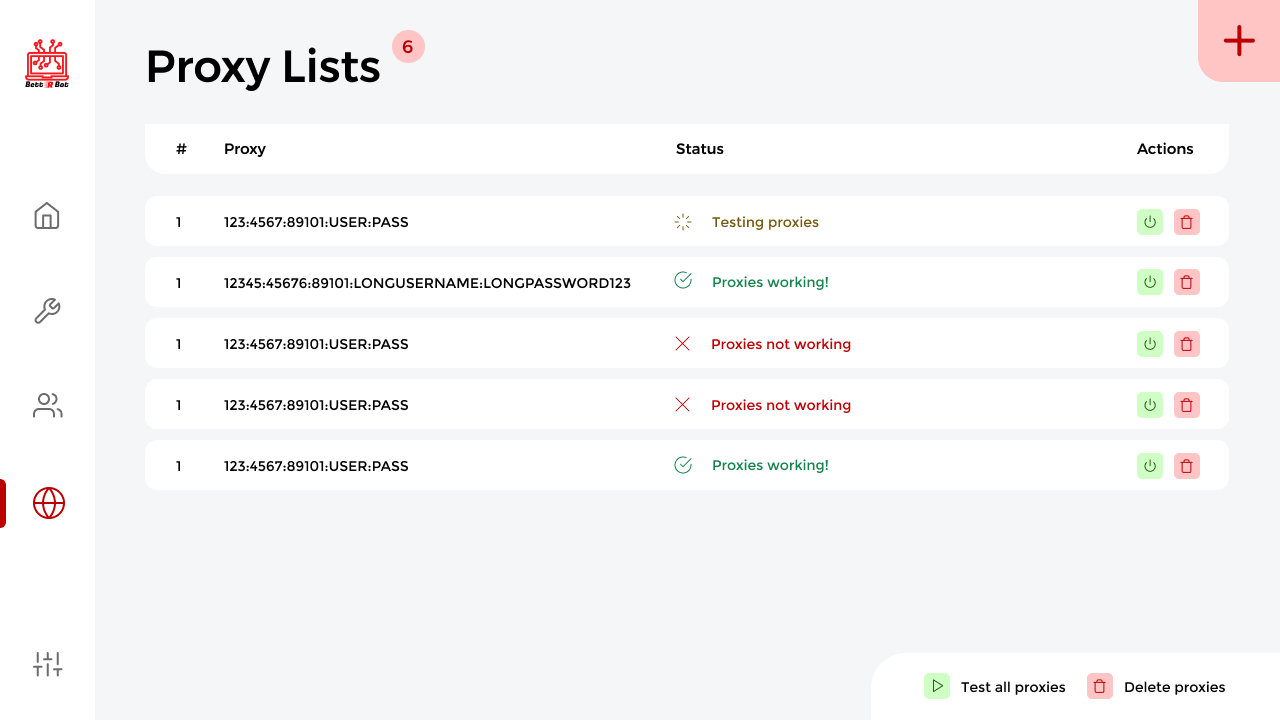 Bett R Bot
Proxy Lists 6
# Proxy Status Actions
1 123:4567:89101:USER:PASS Testing proxies
1 12345:45676:89101:LONGUSERNAME:LONGPASSWORD123 Proxies working!
1 123:4567:89101:USER:PASS Proxies not working
1 123:4567:89101:USER:PASS Proxies not working
1 123:4567:89101:USER:PASS Proxies working!
Test all proxies Delete proxies